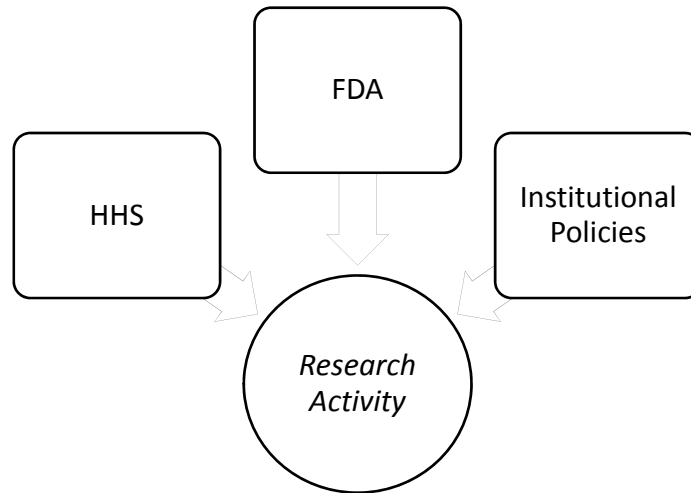 FDA
HHS
Institutional
Policies
Research
Activity